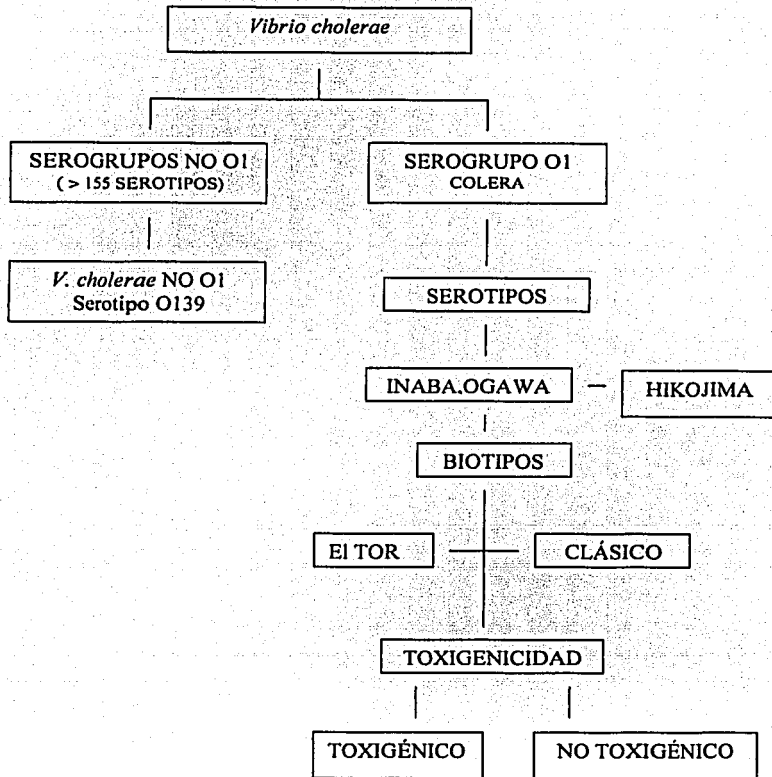 Vibrio cholerae
SEROGRUPOS NO O1
( > 155 SEROTIPOS)
SEROGRUPO O1
COLERA
V. cholerae NO O1
Serotipo O139
SEROTIPOS
INABA.OGAWA
HIKOJIMA
BIOTIPOS
El TOR
CLÁSICO
TOXIGENICIDAD
TOXIGÉNICO
NO TOXIGÉNICO